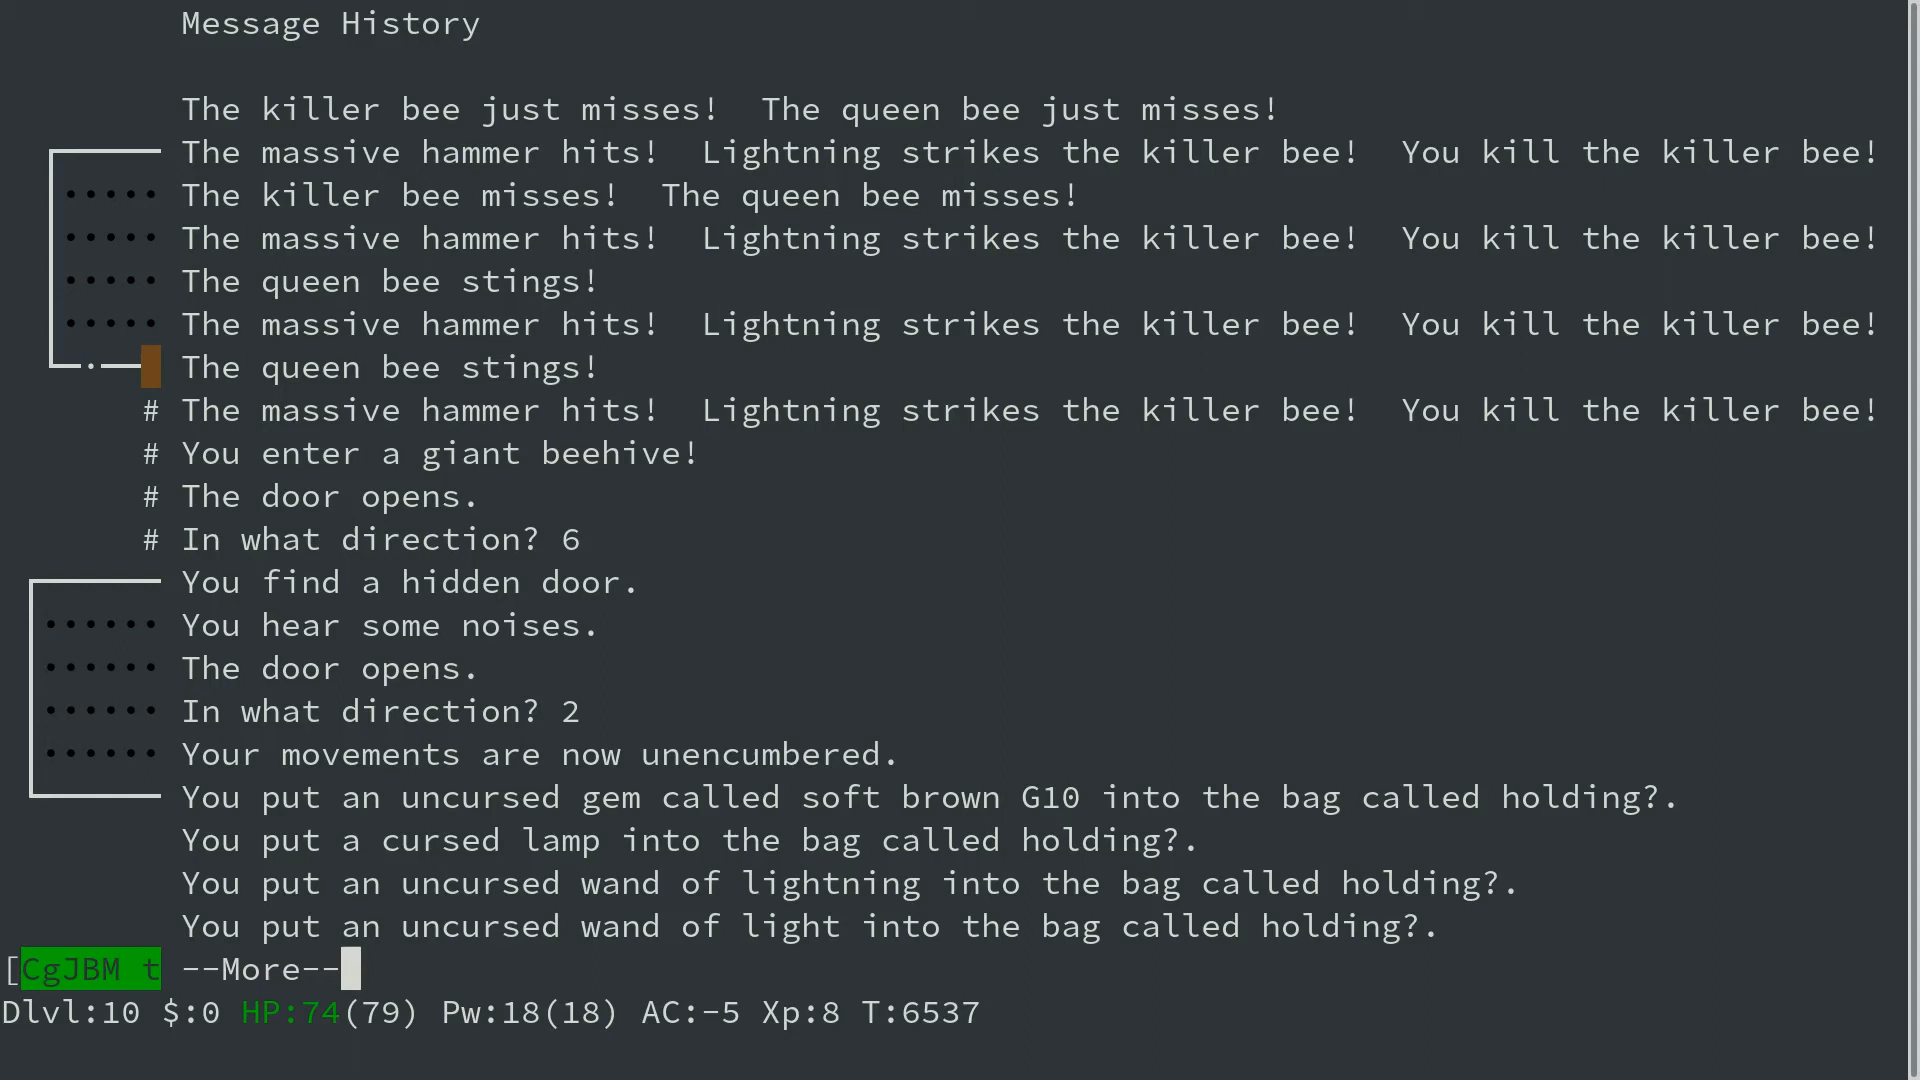 Message History
The killer bee just misses!  The queen bee just misses!
The massive hammer hits!  Lightning strikes the killer bee!  You kill the killer bee!
····· The killer bee misses!  The queen bee misses!
····· The massive hammer hits!  Lightning strikes the killer bee!  You kill the killer bee!
····· The queen bee stings!
····· The massive hammer hits!  Lightning strikes the killer bee!  You kill the killer bee!
· The queen bee stings!
# The massive hammer hits!  Lightning strikes the killer bee!  You kill the killer bee!
# You enter a giant beehive!
# The door opens.
# In what direction? 6
You find a hidden door.
······ You hear some noises.
······ The door opens.
······ In what direction? 2
······ Your movements are now unencumbered.
You put an uncursed gem called soft brown G10 into the bag called holding?.
You put a cursed lamp into the bag called holding?.
You put an uncursed wand of lightning into the bag called holding?.
You put an uncursed wand of light into the bag called holding?.
[CgJBM t --More--
Dlvl:10 $:0 HP:74(79) Pw:18(18) AC:-5 Xp:8 T:6537